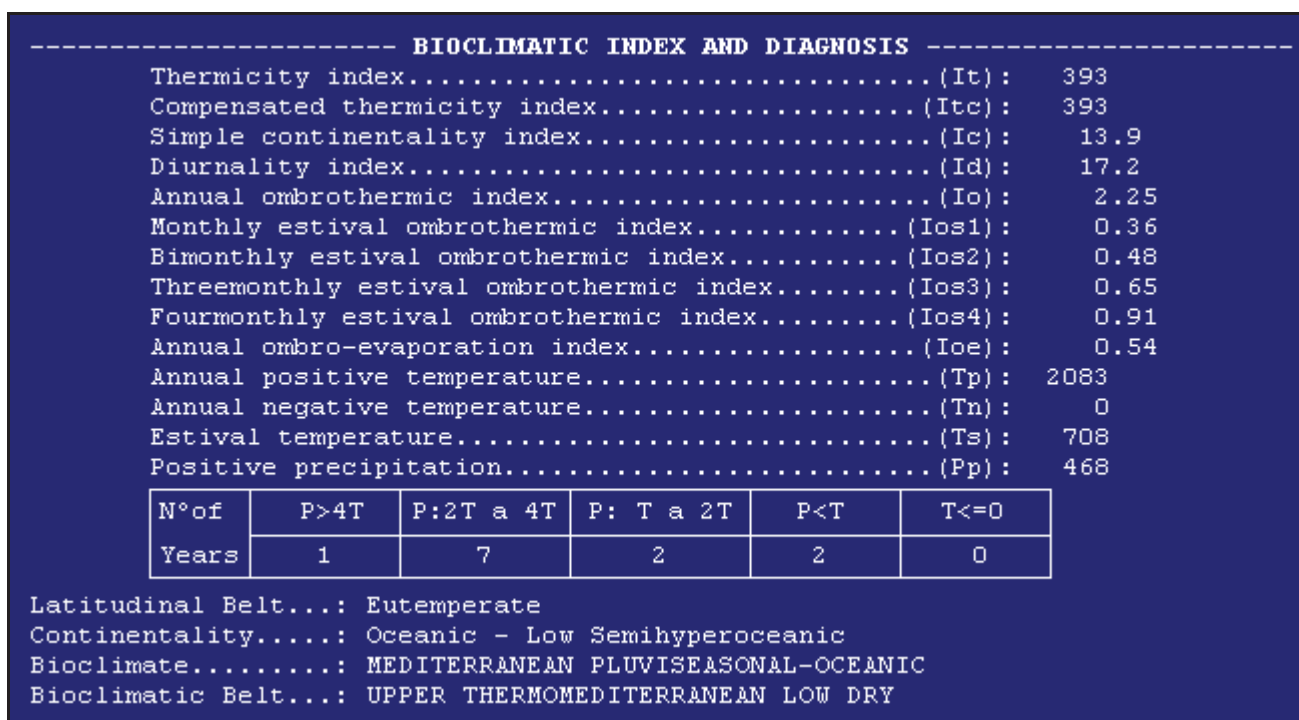 ----------------------- BIOCLIMATIC INDEX AND DIAGNOSIS -----------------------
Thermicity index.................................(It): 393
Compensated thermicity index....................(Itc): 393
Simple continentality index......................(Ic): 13.9
Diurnality index.................................(Id): 17.2
Annual ombrothermic index........................(Io): 2.25
Monthly estival ombrothermic index.............(Ios1): 0.36
Bimonthly estival ombrothermic index...........(Ios2): 0.48
Threemonthly estival ombrothermic index........(Ios3): 0.65
Fourmonthly estival ombrothermic index.........(Ios4): 0.91
Annual ombro-evaporation index..................(Ioe): 0.54
Annual positive temperature......................(Tp): 2083
Annual negative temperature......................(Tn): 0
Estival temperature..............................(Ts): 708
Positive precipitation...........................(Pp): 468
N°of P>4T P:2T a 4T P: T a 2T P<T T<=0
Years 1 7 2 2 0
Latitudinal Belt...: Eutemperate
Continentality.....: Oceanic - Low Semihyperoceanic
Bioclimate.........: MEDITERRANEAN PLUVISEASONAL-OCEANIC
Bioclimatic Belt...: UPPER THERMOMEDITERRANEAN LOW DRY